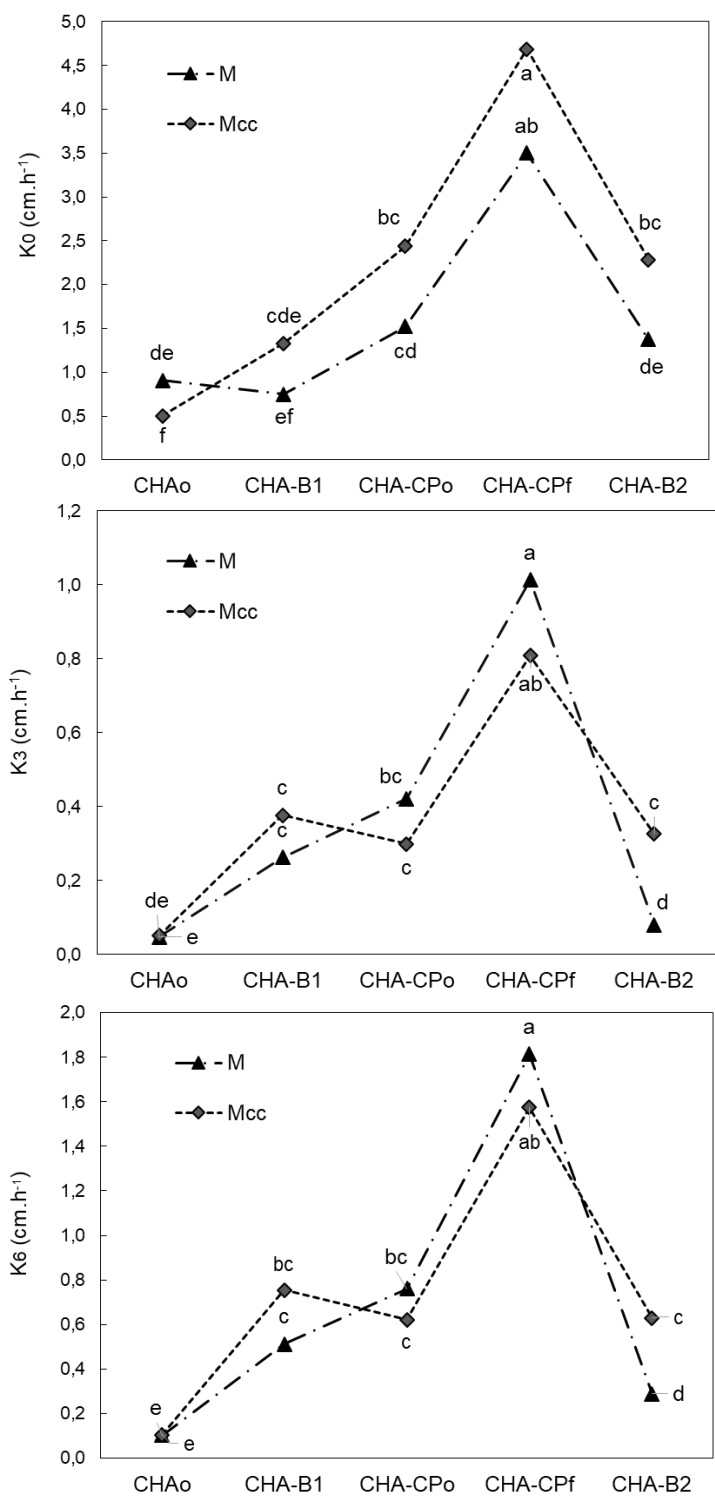 5,0
4,5
4,0
3,5
3,0
2,5
2,0
1,5
1,0
0,5
0,0
K0 (cm.h-1)
M
Mcc
a
ab
bc
bc
cde
cd
de
de
ef
f
CHAo CHA-B1 CHA-CPo CHA-CPf CHA-B2
1,2
1,0
0,8
0,6
0,4
0,2
0,0
K3 (cm.h-1)
M
Mcc
a
ab
bc
c
c
c
c
de
e
d
CHAo CHA-B1 CHA-CPo CHA-CPf CHA-B2
2,0
1,8
1,6
1,4
1,2
1,0
0,8
0,6
0,4
0,2
0,0
K6 (cm.h-1)
M
Mcc
a
ab
bc
bc
c
c
c
d
e
e
CHAo CHA-B1 CHA-CPo CHA-CPf CHA-B2